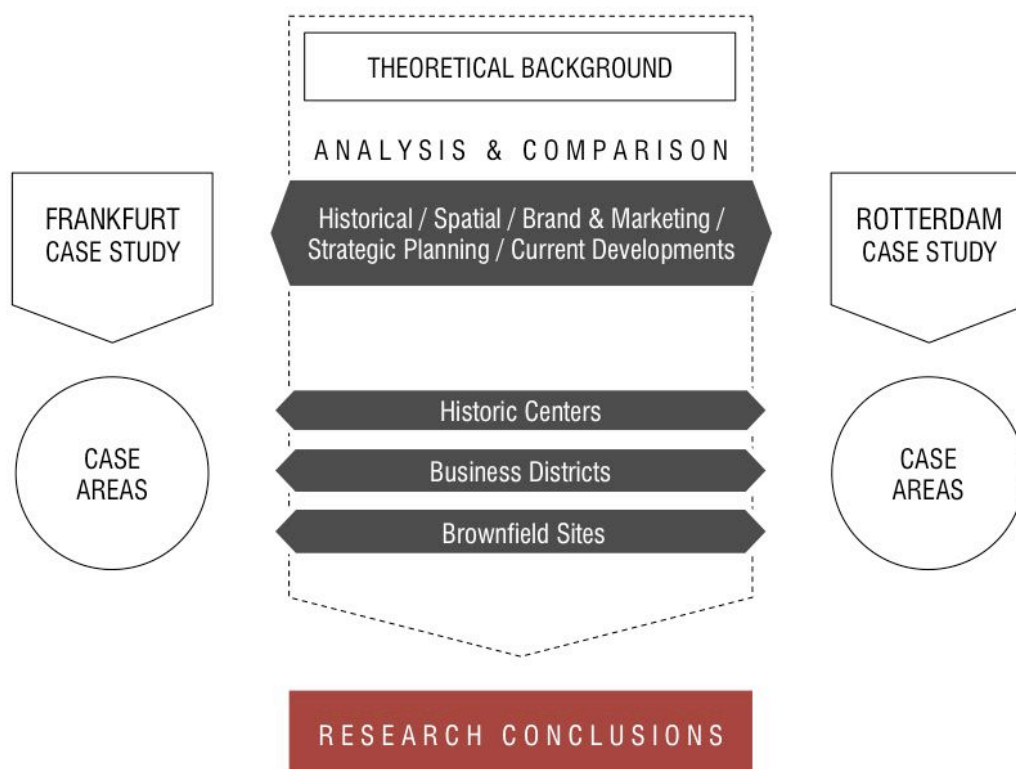 THEORETICAL BACKGROUND
ANALYSIS & COMPARISON
FRANKFURT
CASE STUDY
Historical / Spatial / Brand & Marketing /
Strategic Planning / Current Developments
ROTTERDAM
CASE STUDY
CASE
AREAS
Historic Centers
Business Districts
Brownfield Sites
CASE
AREAS
RESEARCH CONCLUSIONS